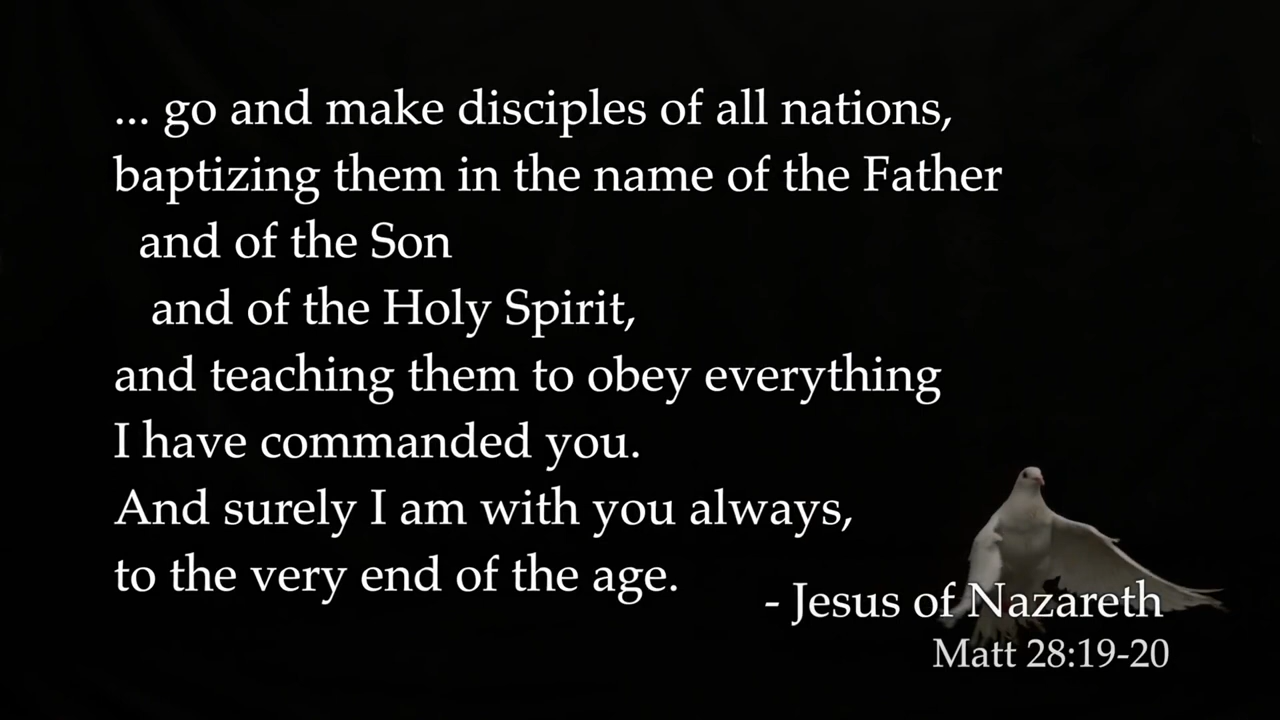 ... go and make disciples of all nations,
baptizing them in the name of the Father
and of the Son
and of the Holy Spirit,
and teaching them to obey everything
I have commanded you.
And surely I am with you always,
to the very end of the age.
- Jesus of Nazareth
Matt 28:19-20